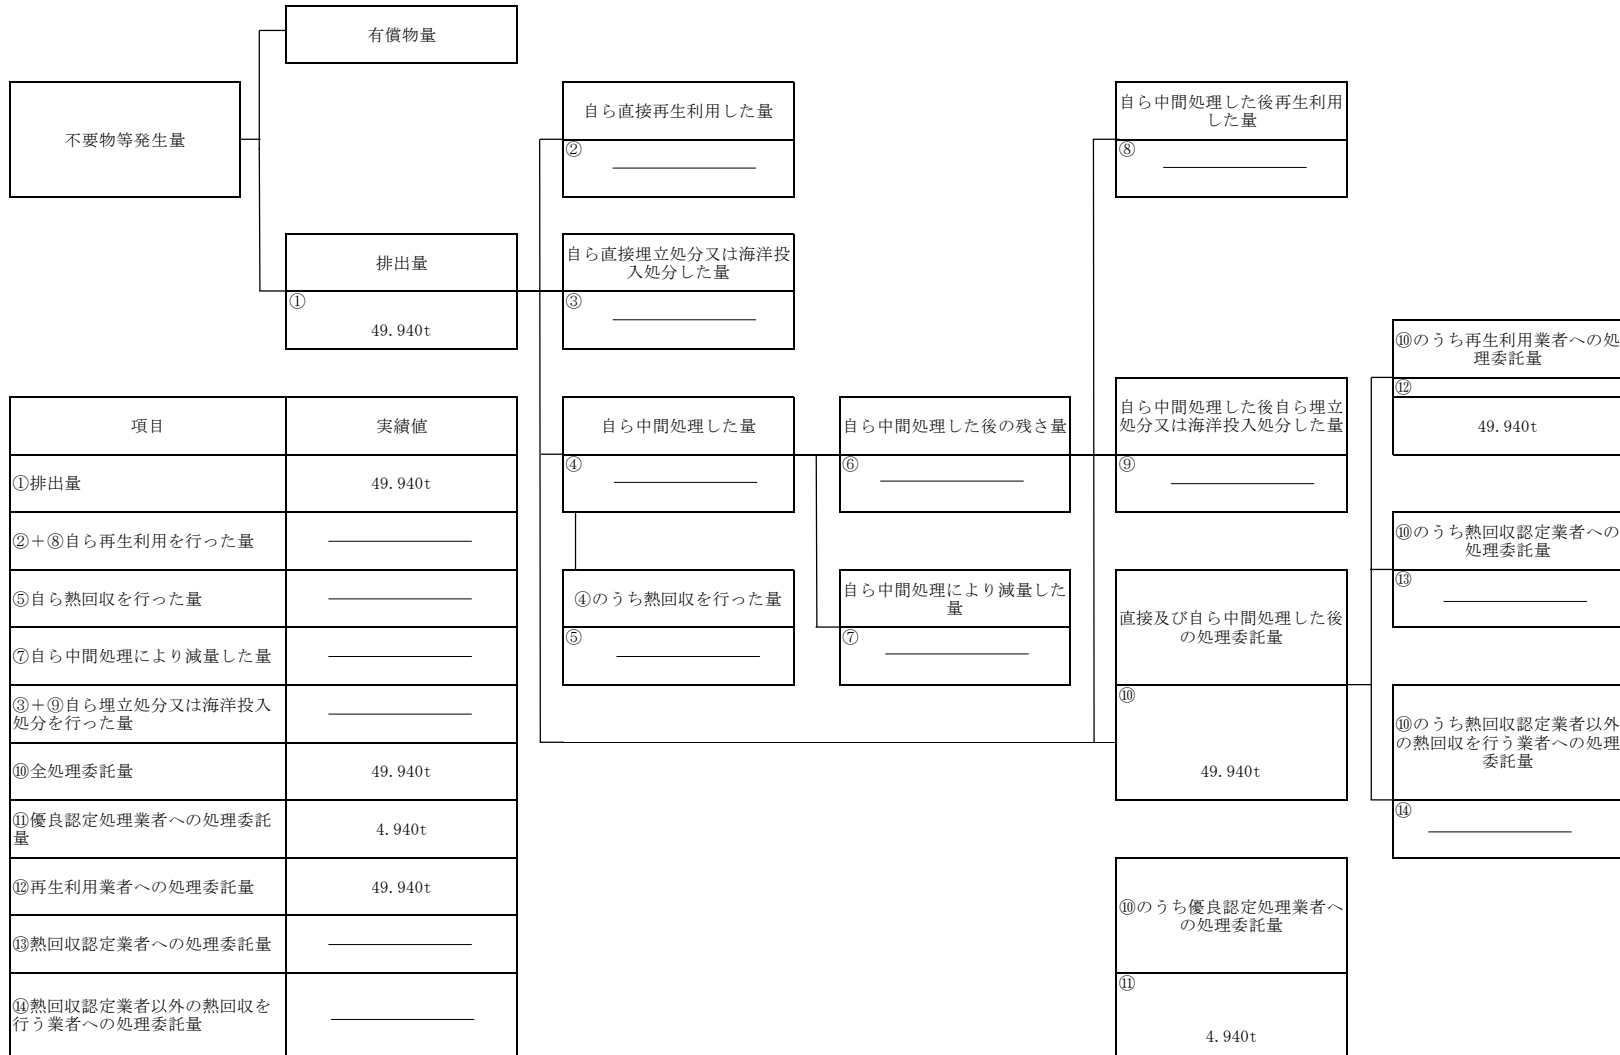 有償物量
不要物等発生量
自ら直接再生利用した量
②
自ら中間処理した後再生利用
した量
⑧
排出量
①
49.940t
自ら直接埋立処分又は海洋投
入処分した量
③
⑩のうち再生利用業者への処
理委託量
⑫
49.940t
自ら中間処理した量
④
自ら中間処理した後の残さ量
⑥
自ら中間処理した後自ら埋立
処分又は海洋投入処分した量
⑨
⑩のうち熱回収認定業者への
処理委託量
⑬
④のうち熱回収を行った量
⑤
自ら中間処理により減量した
量
⑦
直接及び自ら中間処理した後
の処理委託量
⑩
49.940t
⑩のうち熱回収認定業者以外
の熱回収を行う業者への処理
委託量
⑭
⑩のうち優良認定処理業者へ
の処理委託量
⑪
4.940t
項目 実績値
①排出量 49.940t
②＋⑧自ら再生利用を行った量
⑤自ら熱回収を行った量
⑦自ら中間処理により減量した量
③＋⑨自ら埋立処分又は海洋投入
処分を行った量
⑩全処理委託量 49.940t
⑪優良認定処理業者への処理委託
量 4.940t
⑫再生利用業者への処理委託量 49.940t
⑬熱回収認定業者への処理委託量
⑭熱回収認定業者以外の熱回収を
行う業者への処理委託量